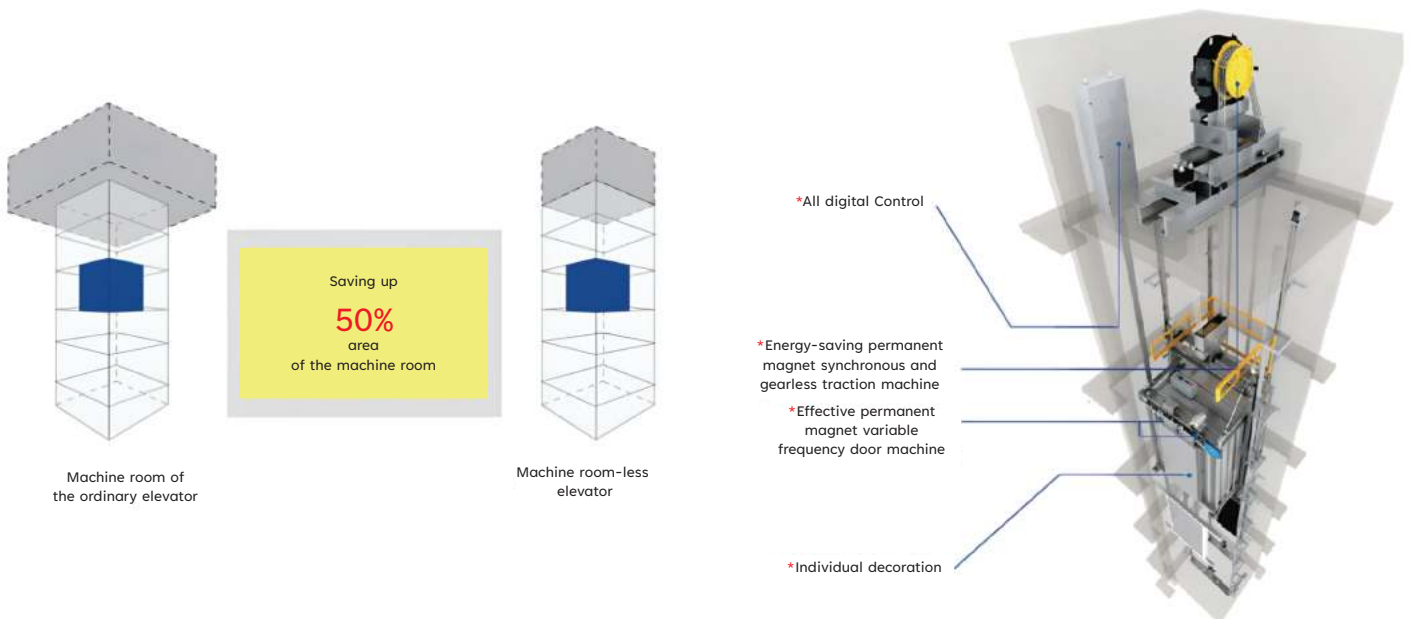 Saving up
50%
area
of the machine room
Machine room of
the ordinary elevator
Machine room-less
elevator
*All digital Control
*Energy-saving permanent
magnet synchronous and
gearless traction machine
*Effective permanent
magnet variable
frequency door machine
*Individual decoration